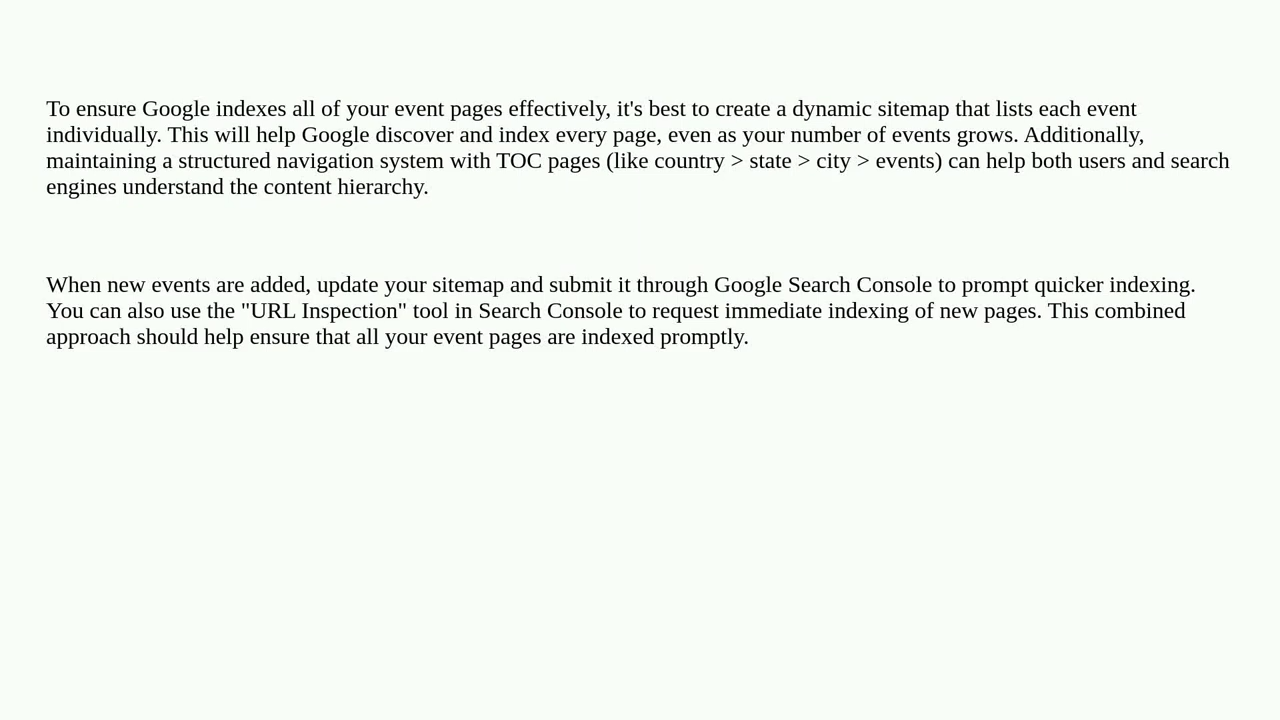 To ensure Google indexes all of your event pages effectively, it's best to create a dynamic sitemap that lists each event
individually. This will help Google discover and index every page, even as your number of events grows. Additionally,
maintaining a structured navigation system with TOC pages (like country > state > city > events) can help both users and search
engines understand the content hierarchy.
When new events are added, update your sitemap and submit it through Google Search Console to prompt quicker indexing.
You can also use the "URL Inspection" tool in Search Console to request immediate indexing of new pages. This combined
approach should help ensure that all your event pages are indexed promptly.